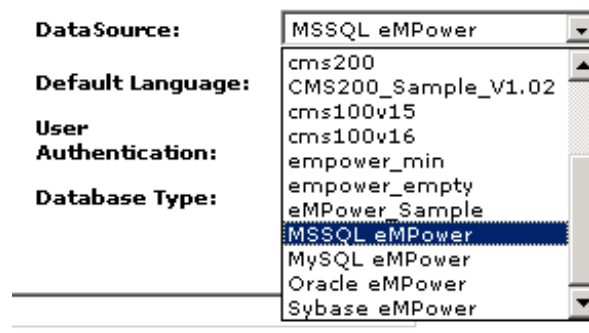 DataSource:
MSSQL eMPower
cms200
Default Language:
CMS200_Sample_V1.02
cms100v15
User
Authentication:
cms100v16
empower_min
empower_empty
Database Type:
eMPower_Sample
MSSQL eMPower
MySQL eMPower
Oracle eMPower
Sybase eMPower